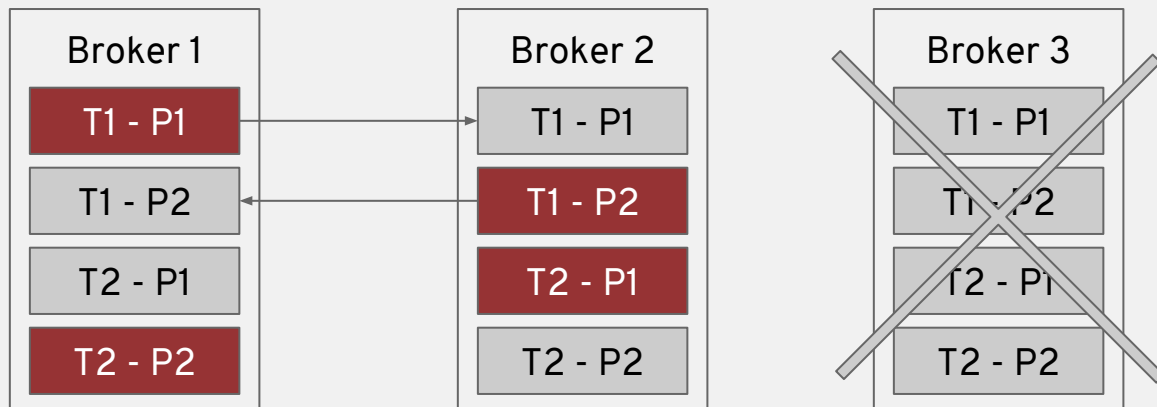 Broker 1
T1 - P1
T1 - P2
T2 - P1
T2 - P2
Broker 2
T1 - P1
T1 - P2
T2 - P1
T2 - P2
Broker 3
T1 - P1
T1 - P2
T2 - P1
T2 - P2